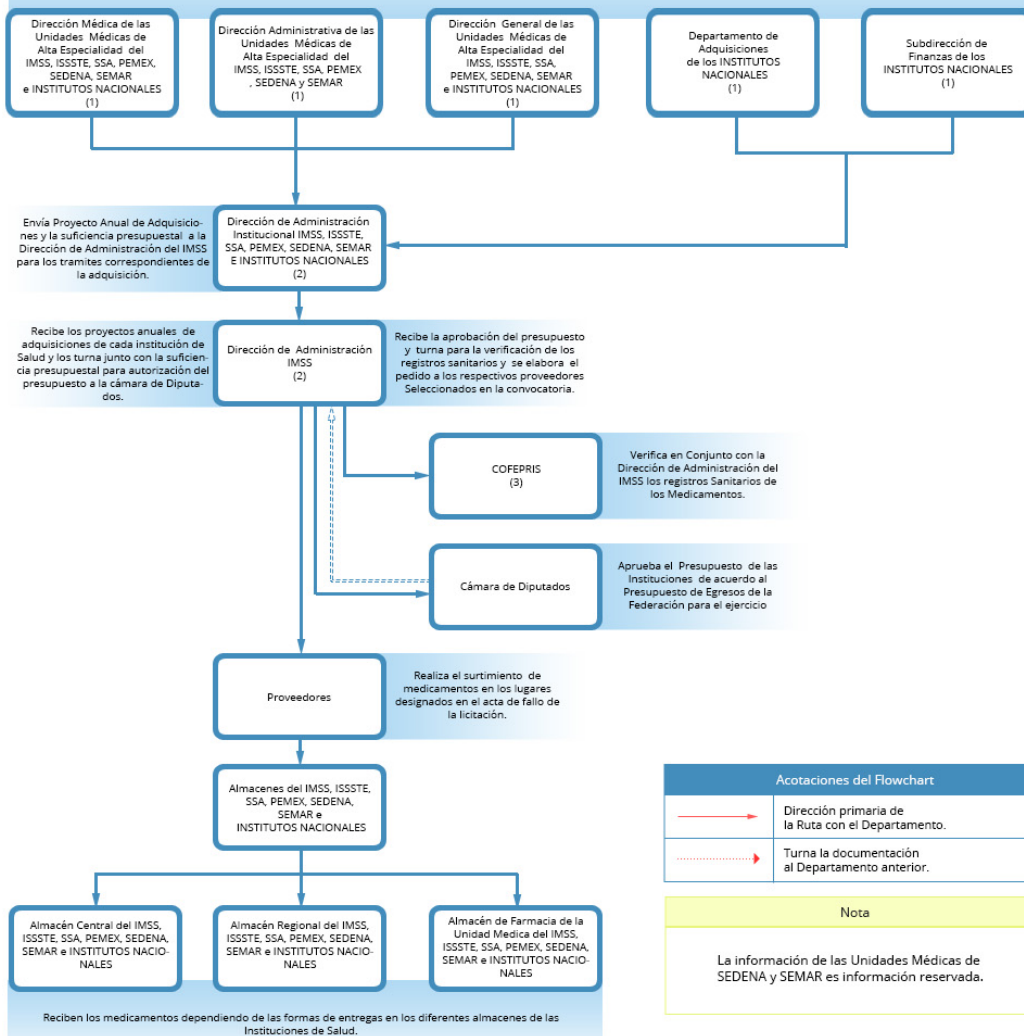 Dirección Médica de las
Unidades Médicas de
Alta Especialidad del
IMSS, ISSSTE, SSA, PEMEX,
SEDENA, SEMAR
e INSTITUTOS NACIONALES
(1)
Dirección Administrativa de las
Unidades Médicas de
Alta Especialidad del
IMSS, ISSSTE, SSA, PEMEX
, SEDENA y SEMAR
(1)
Dirección General de las
Unidades Médicas de
Alta Especialidad del
IMSS, ISSSTE, SSA,
PEMEX, SEDENA, SEMAR
e INSTITUTOS NACIONALES
(1)
Departamento de
Adquisiciones
de los INSTITUTOS
NACIONALES
(1)
Subdirección de
Finanzas de los
INSTITUTOS NACIONALES
(1)
Envía Proyecto Anual de Adquisicio-
nes y la suficiencia presupuestal a la
Dirección de Administración del IMSS
para los tramites correspondientes de
la adquisición.
Dirección de Administración
Institucional IMSS, ISSSTE,
SSA, PEMEX, SEDENA, SEMAR
E INSTITUTOS NACIONALES
(2)
Recibe los proyectos anuales de
adquisiciones de cada institución de
Salud y los turna junto con la suficien-
cia presupuestal para autorización del
presupuesto a la cámara de Diputa-
dos.
Dirección de Administración
IMSS
(2)
Recibe la aprobación del presupuesto
y turna para la verificación de los
registros sanitarios y se elabora el
pedido a los respectivos proveedores
Seleccionados en la convocatoria.
COFEPRIS
(3)
Verifica en Conjunto con la
Dirección de Administración del
IMSS los registros Sanitarios de
los Medicamentos.
Cámara de Diputados
Aprueba el Presupuesto de las
Instituciones de acuerdo al
Presupuesto de Egresos de la
Federación para el ejercicio
Proveedores
Realiza el surtimiento de
medicamentos en los lugares
designados en el acta de fallo de
la licitación.
Almacenes del IMSS, ISSSTE,
SSA, PEMEX, SEDENA,
SEMAR e
INSTITUTOS NACIONALES
Acotaciones del Flowchart
Dirección primaria de
la Ruta con el Departamento.
Turna la documentación
al Departamento anterior.
Nota
La información de las Unidades Médicas de
SEDENA y SEMAR es información reservada.
Almacén Central del IMSS,
ISSSTE, SSA, PEMEX, SEDENA,
SEMAR e INSTITUTOS NACIO-
NALES
Almacén Regional del IMSS,
ISSSTE, SSA, PEMEX, SEDENA,
SEMAR e INSTITUTOS NACIO-
NALES
Almacén de Farmacia de la
Unidad Medica del IMSS,
ISSSTE, SSA, PEMEX, SEDENA,
SEMAR e INSTITUTOS NACIO-
NALES
Reciben los medicamentos dependiendo de las formas de entregas en los diferentes almacenes de las
Instituciones de Salud.